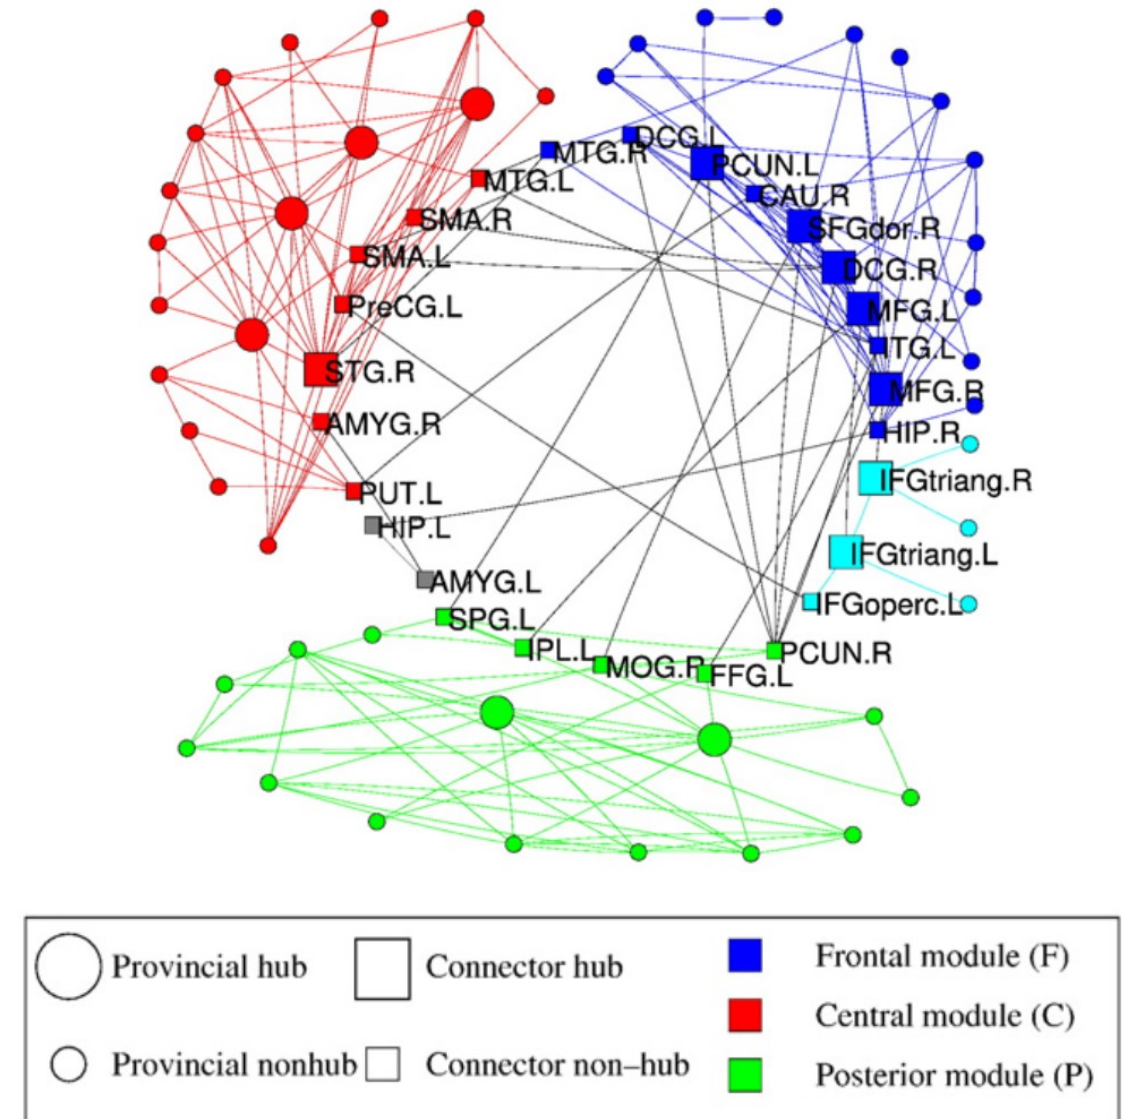 DCG.L
MTG.R
PCUN.L
MTG.L
CAU.R
SMA.R
SFGdor.R
SMA.L
DCG.R
PreCG.L
MFG.L
ITG.L
STG.R
MFG.R
AMYG.R
HIP.R
IFGtriang.R
PUT.L
HIP.L
IFGtriang.L
AMYG.L
IFGoperc.L
SPG.L
IPL.L
PCUN.R
MOG.R
FFG.L
Provincial hub
Connector hub
Frontal module (F)
Central module (C)
Provincial nonhub
Connector non–hub
Posterior module (P)